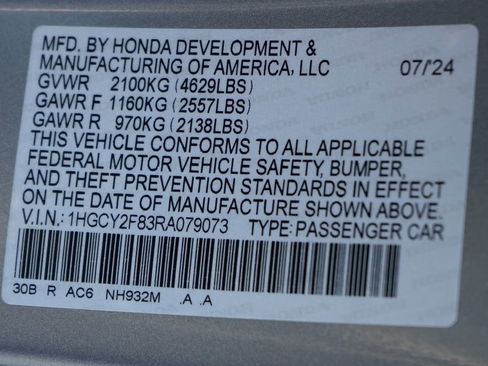 MFD. BY HONDA DEVELOPMENT &
MANUFACTURING OF AMERICA, LLC 07/'24
GVWR 2100KG (4629LBS)
GAWR F 1160KG (2557LBS)
GAWR R 970KG (2138LBS)
THIS VEHICLE CONFORMS TO ALL APPLICABLE
FEDERAL MOTOR VEHICLE SAFETY, BUMPER,
AND THEFT PREVENTION STANDARDS IN EFFECT
ON THE DATE OF MANUFACTURE SHOWN ABOVE.
V.I.N.: 1HGCY2F83RA079073 TYPE: PASSENGER CAR
30B R AC6 NH932M .A .A